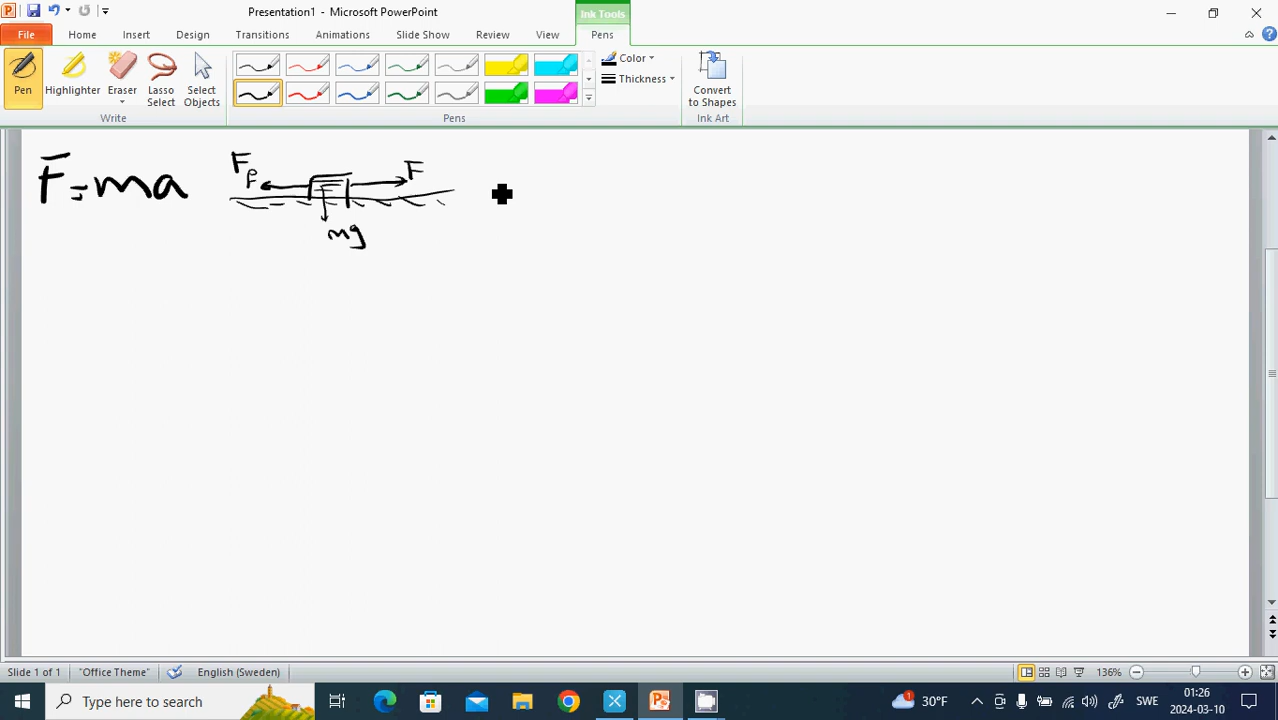 Presentation1 - Microsoft PowerPoint
Ink Tools
File Home Insert Design Transitions Animations Slide Show Review View Pens
Pen Highlighter Eraser Lasso Select Select Objects
Color
Thickness
Convert to Shapes
Write Pens Ink Art
F=ma
F
F
mg
Slide 1 of 1 "Office Theme" English (Sweden) 136%
Type here to search
1 30°F SWE
01:26
2024-03-10